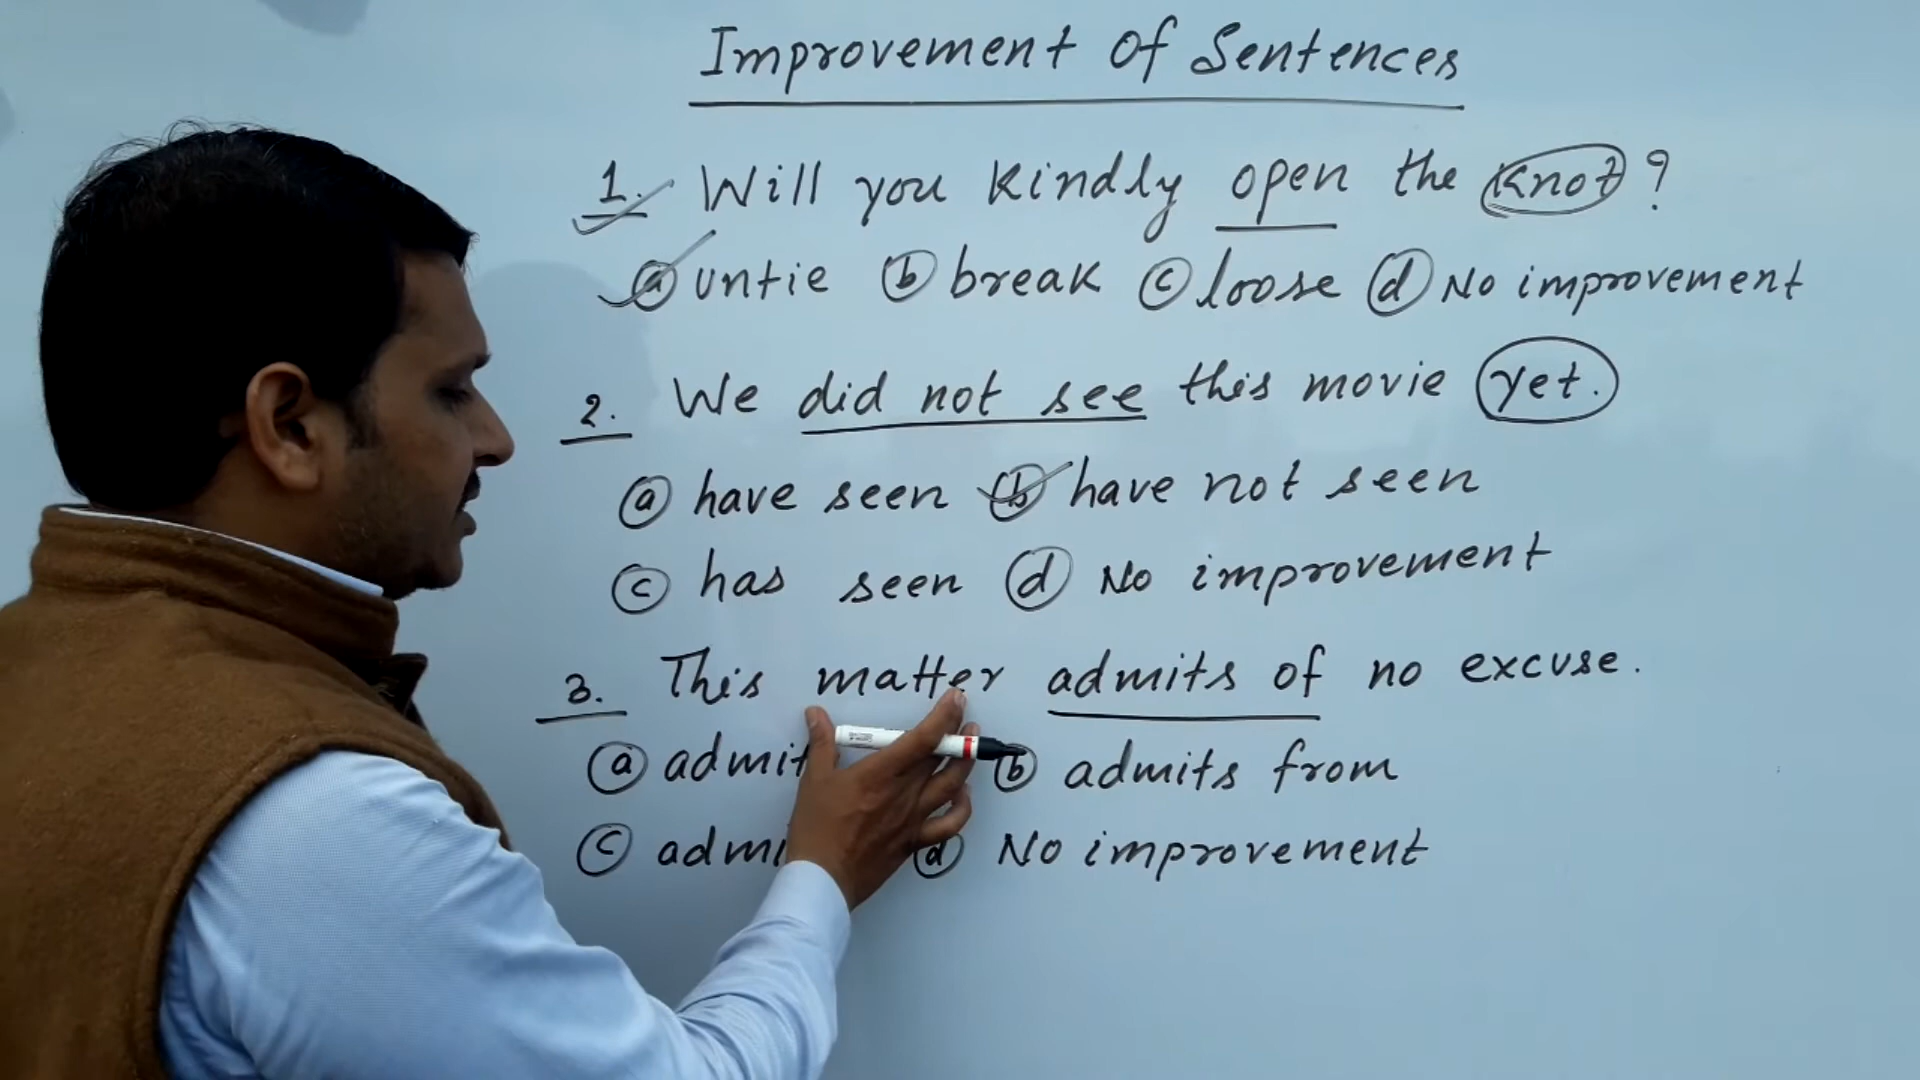 Improvement Of Sentences
1. Will you Kindly open the Knot ?
a untie b break c loose d No improvement
2. We did not see this movie yet.
a have seen b have not seen
c has seen d No improvement
3. This matter admits of no excuse.
a b admits from
c d No improvement